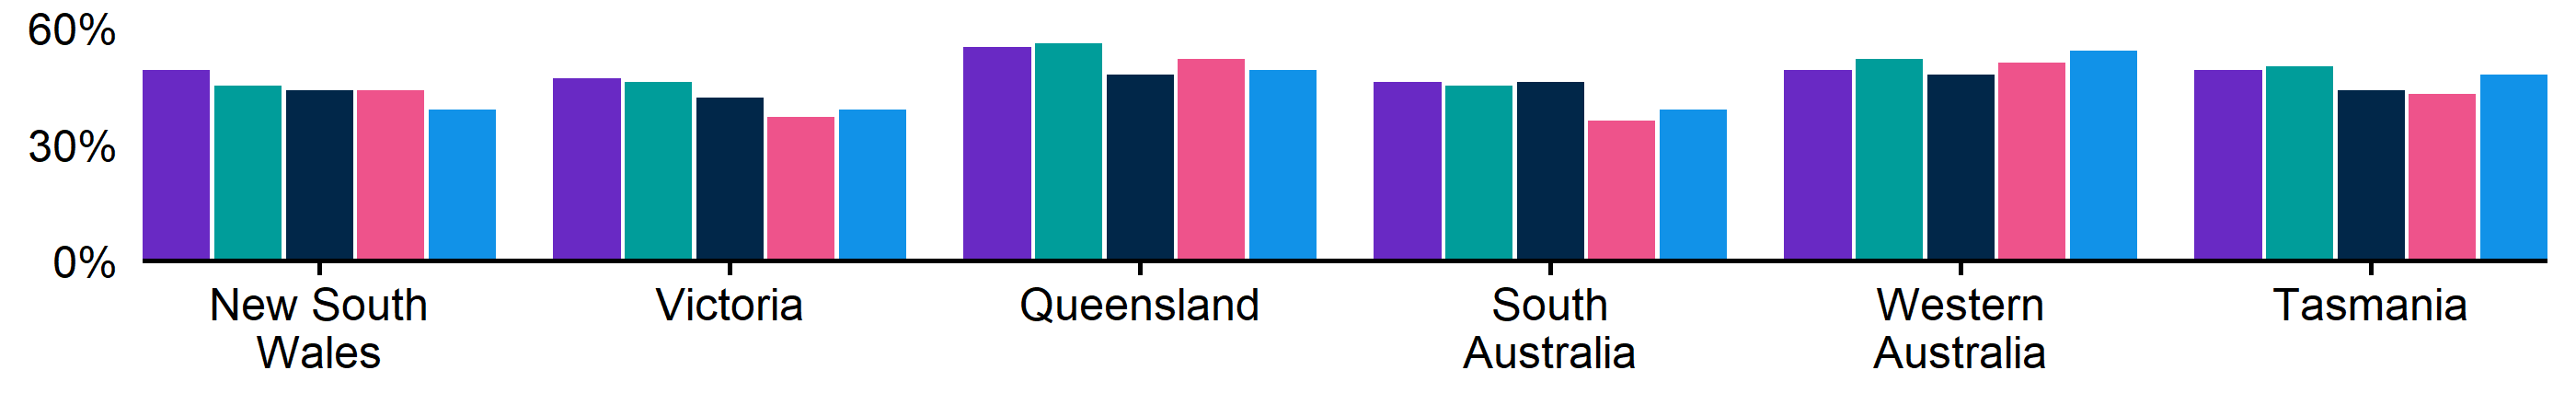 60%
30%
0%
New South
Wales
Victoria
Queensland
South
Australia
Western
Australia
Tasmania